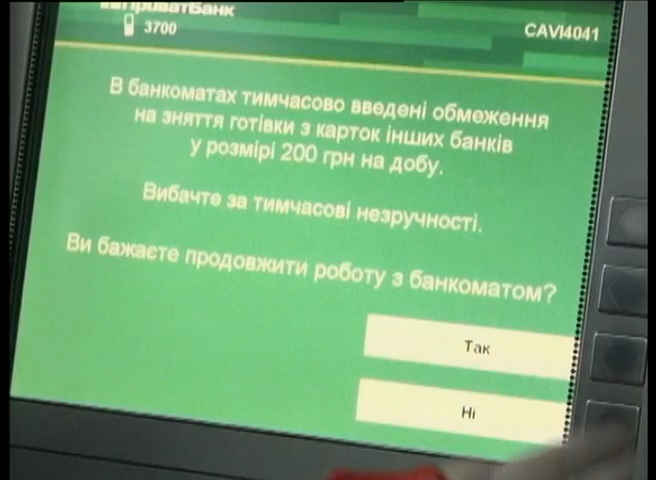 ПриватБанк
3700
CAVI4041
В банкоматах тимчасово введені обмеження
на зняття готівки з карток інших банків
у розмірі 200 грн на добу.
Вибачте за тимчасові незручності.
Ви бажаєте продовжити роботу з банкоматом?
Так
Ні